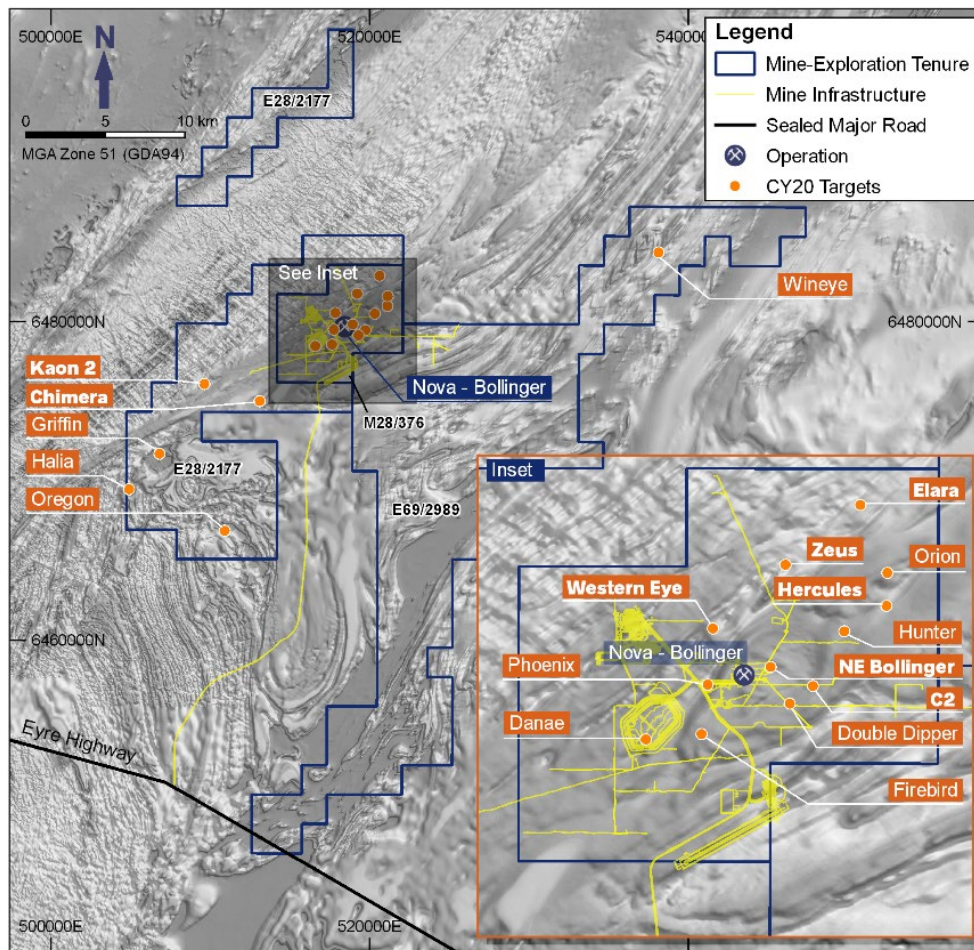 500000E
520000E
540000
N
0 5 10 km
MGA Zone 51 (GDA94)
Legend
Mine-Exploration Tenure
Mine Infrastructure
Sealed Major Road
Operation
CY20 Targets
E28/2177
See Inset
Wineye
6480000N
6480000N
Kaon 2
Chimera
Nova - Bollinger
M28/376
Griffin
Halia
E28/2177
Oregon
E69/2989
Inset
Elara
Zeus
Orion
Western Eye
Hercules
Hunter
Nova - Bollinger
Phoenix
NE Bollinger
C2
Danae
Double Dipper
Firebird
6460000N
Eyre Highway
500000E
520000E